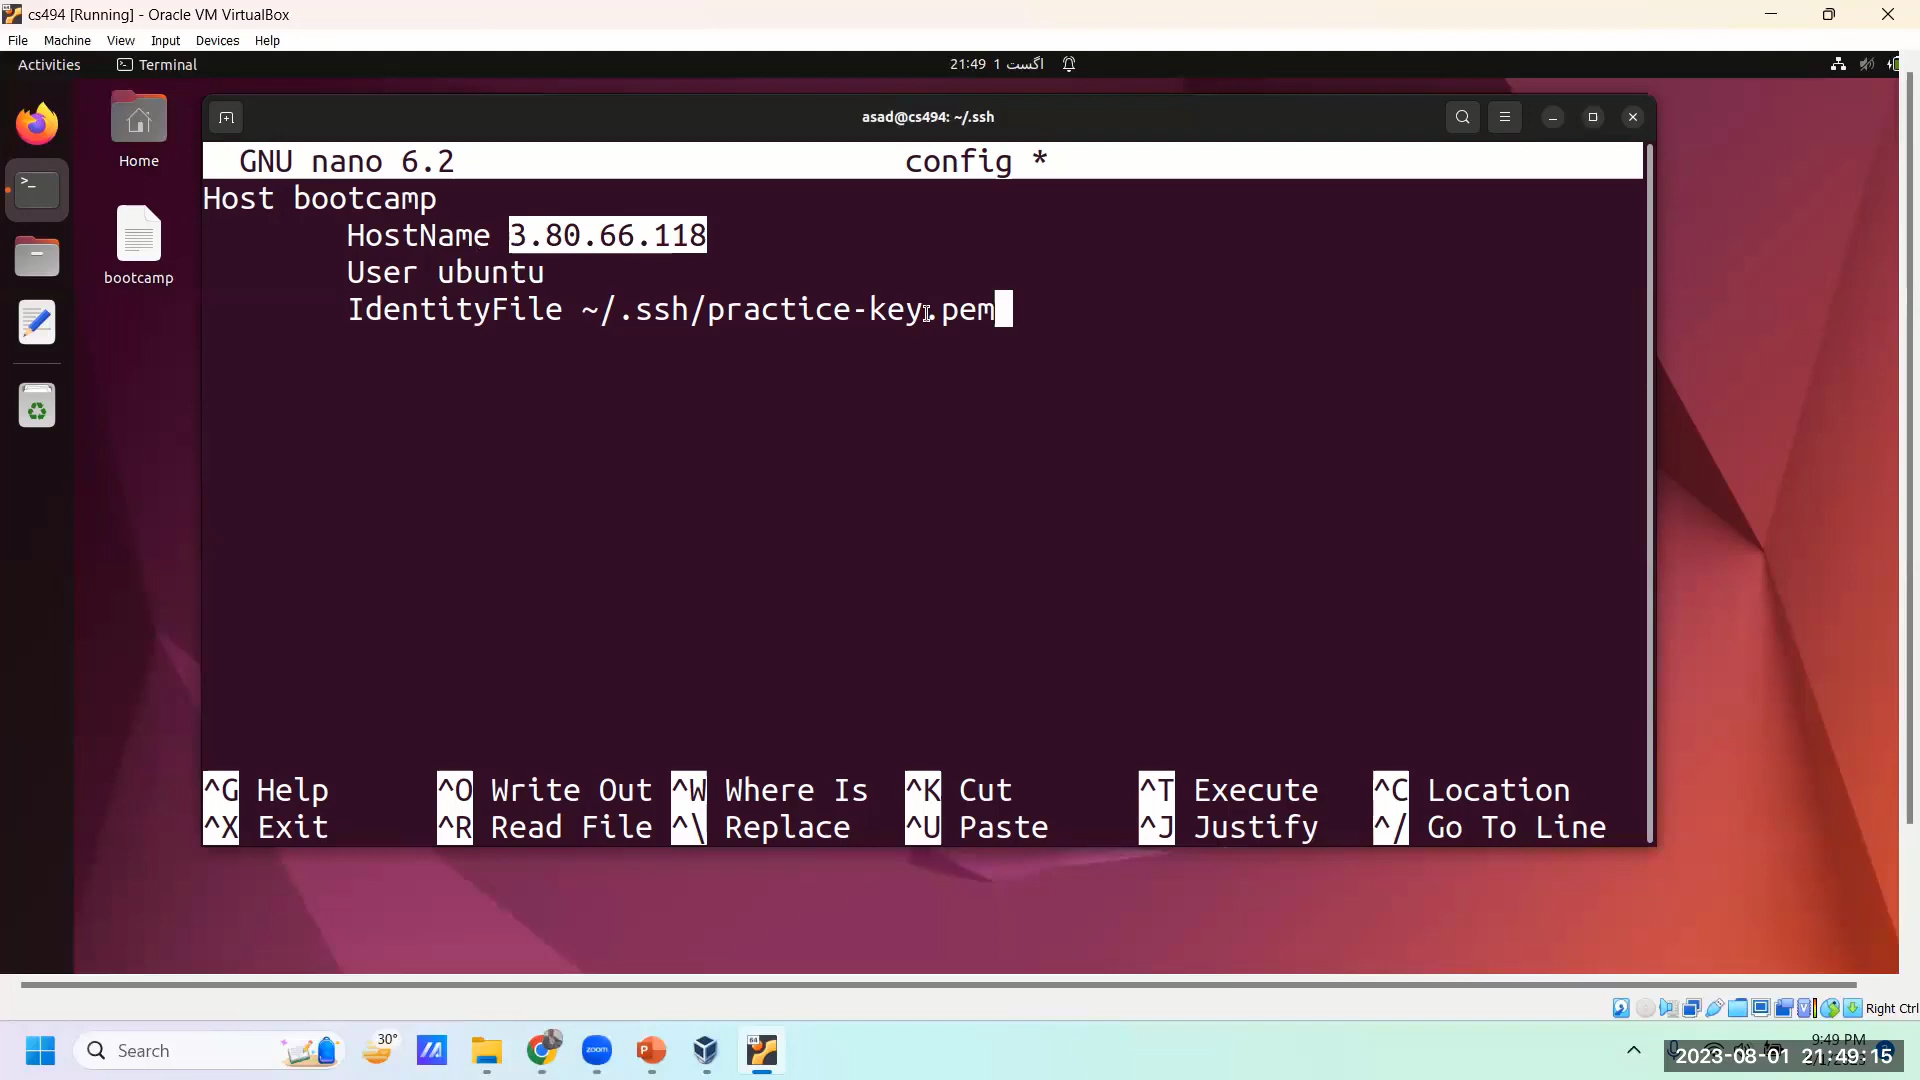 cs494 [Running] - Oracle VM VirtualBox
File Machine View Input Devices Help
Activities Terminal 21:49 1 اگست
Home
bootcamp
asad@cs494: ~/.ssh
GNU nano 6.2 config *
Host bootcamp
HostName 3.80.66.118
User ubuntu
IdentityFile ~/.ssh/practice-key.pem
^G Help ^O Write Out ^W Where Is ^K Cut ^T Execute ^C Location
^X Exit ^R Read File ^\ Replace ^U Paste ^J Justify ^/ Go To Line
Right Ctrl
Search 30° zoom
9:49 PM
2023-08-01 21:49:15